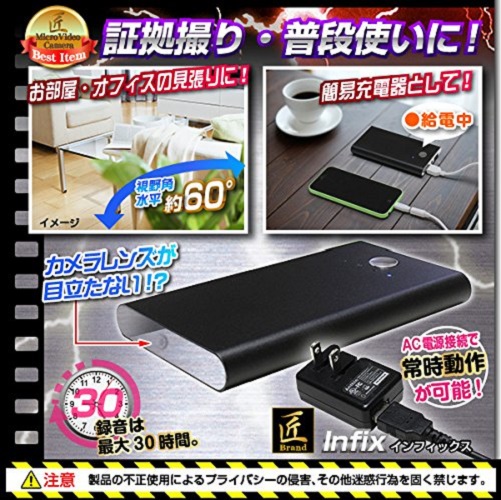 匠
MicroVideo
Camera
Best Item
証拠撮り・普段使いに!
お部屋・オフィスの見張りに!
簡易充電器として!
●給電中
視野角
水平
約60°
イメージ
カメラレンズが
目立たない!?
AC電源接続で
常時動作
が可能!
30
録音は
最大30時間。
匠
Brand
Infix インフィックス
注意 製品の不正使用によるプライバシーの侵害、その他迷惑行為を固く禁じます。